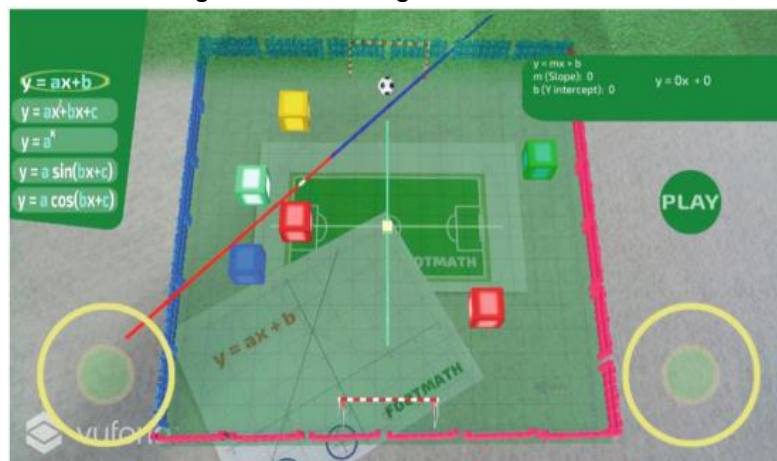 y = ax+b
y = ax²+bx+c
y = aˣ
y = a sin(bx+c)
y = a cos(bx+c)
y = mx + b
m (Slope): 0
b (Y intercept): 0
y = 0x + 0
PLAY
FOOTMATH
y = ax + b
FOOTMATH
vuforia